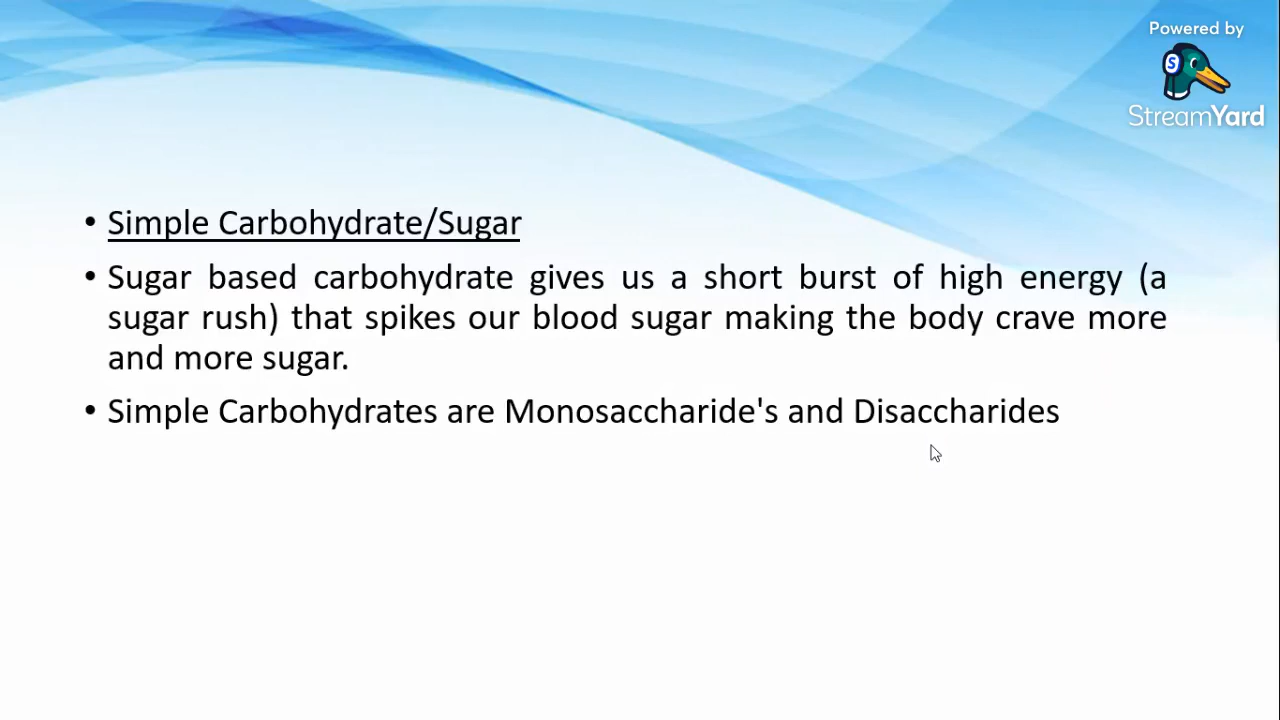 Powered by
S
StreamYard
• Simple Carbohydrate/Sugar
• Sugar based carbohydrate gives us a short burst of high energy (a
sugar rush) that spikes our blood sugar making the body crave more
and more sugar.
• Simple Carbohydrates are Monosaccharide's and Disaccharides